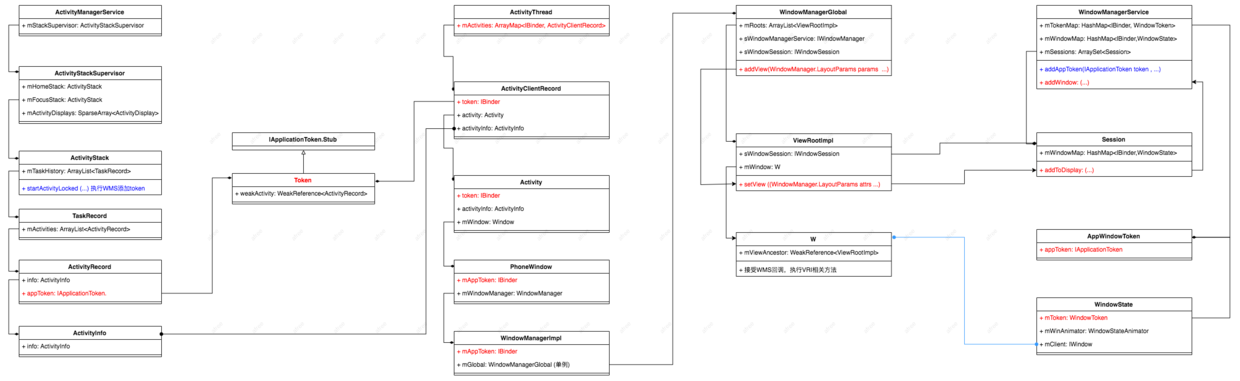 ActivityManagerService
+ mStackSupervisor: ActivityStackSupervisor
ActivityStackSupervisor
+ mHomeStack: ActivityStack
+ mFocusStack: ActivityStack
+ mActivityDisplays: SparseArray<ActivityDisplay>
ActivityStack
+ mTaskHistory: ArrayList<TaskRecord>
+ startActivityLocked (...) 执行WMS添加token
TaskRecord
+ mActivities: ArrayList<ActivityRecord>
ActivityRecord
+ info: ActivityInfo
+ appToken: IApplicationToken.
ActivityInfo
+ info: ActivityInfo
IApplicationToken.Stub
Token
+ weakActivity: WeakReference<ActivityRecord>
ActivityThread
+ mActivities: ArrayMap<IBinder, ActivityClientRecord>
ActivityClientRecord
+ token: IBinder
+ activity: Activity
+ activityInfo: ActivityInfo
Activity
+ token: IBinder
+ activityInfo: ActivityInfo
+ mWindow: Window
PhoneWindow
+ mAppToken: IBinder
+ mWindowManager: WindowManager
WindowManagerImpl
+ mAppToken: IBinder
+ mGlobal: WindowManagerGlobal (单例)
WindowManagerGlobal
+ mRoots: ArrayList<ViewRootImpl>
+ sWindowManagerService: IWindowManager
+ sWindowSession: IWindowSession
+ addView(WindowManager.LayoutParams params ...)
ViewRootImpl
+ sWindowSession: IWindowSession
+ mWindow: W
+ setView ((WindowManager.LayoutParams attrs ...)
W
+ mViewAncestor: WeakReference<ViewRootImpl>
+ 接受WMS回调，执行VRI相关方法
WindowManagerService
+ mTokenMap: HashMap<IBinder, WindowToken>
+ mWindowMap: HashMap<IBinder,WindowState>
+ mSessions: ArraySet<Session>
+ addAppToken(IApplicationToken token , ...)
+ addWindow: (...)
Session
+ mWindowMap: HashMap<IBinder,WindowState>
+ addToDisplay: (...)
AppWindowToken
+ appToken: IApplicationToken
WindowState
+ mToken: WindowToken
+ mWinAnimator: WindowStateAnimator
+ mClient: IWindow